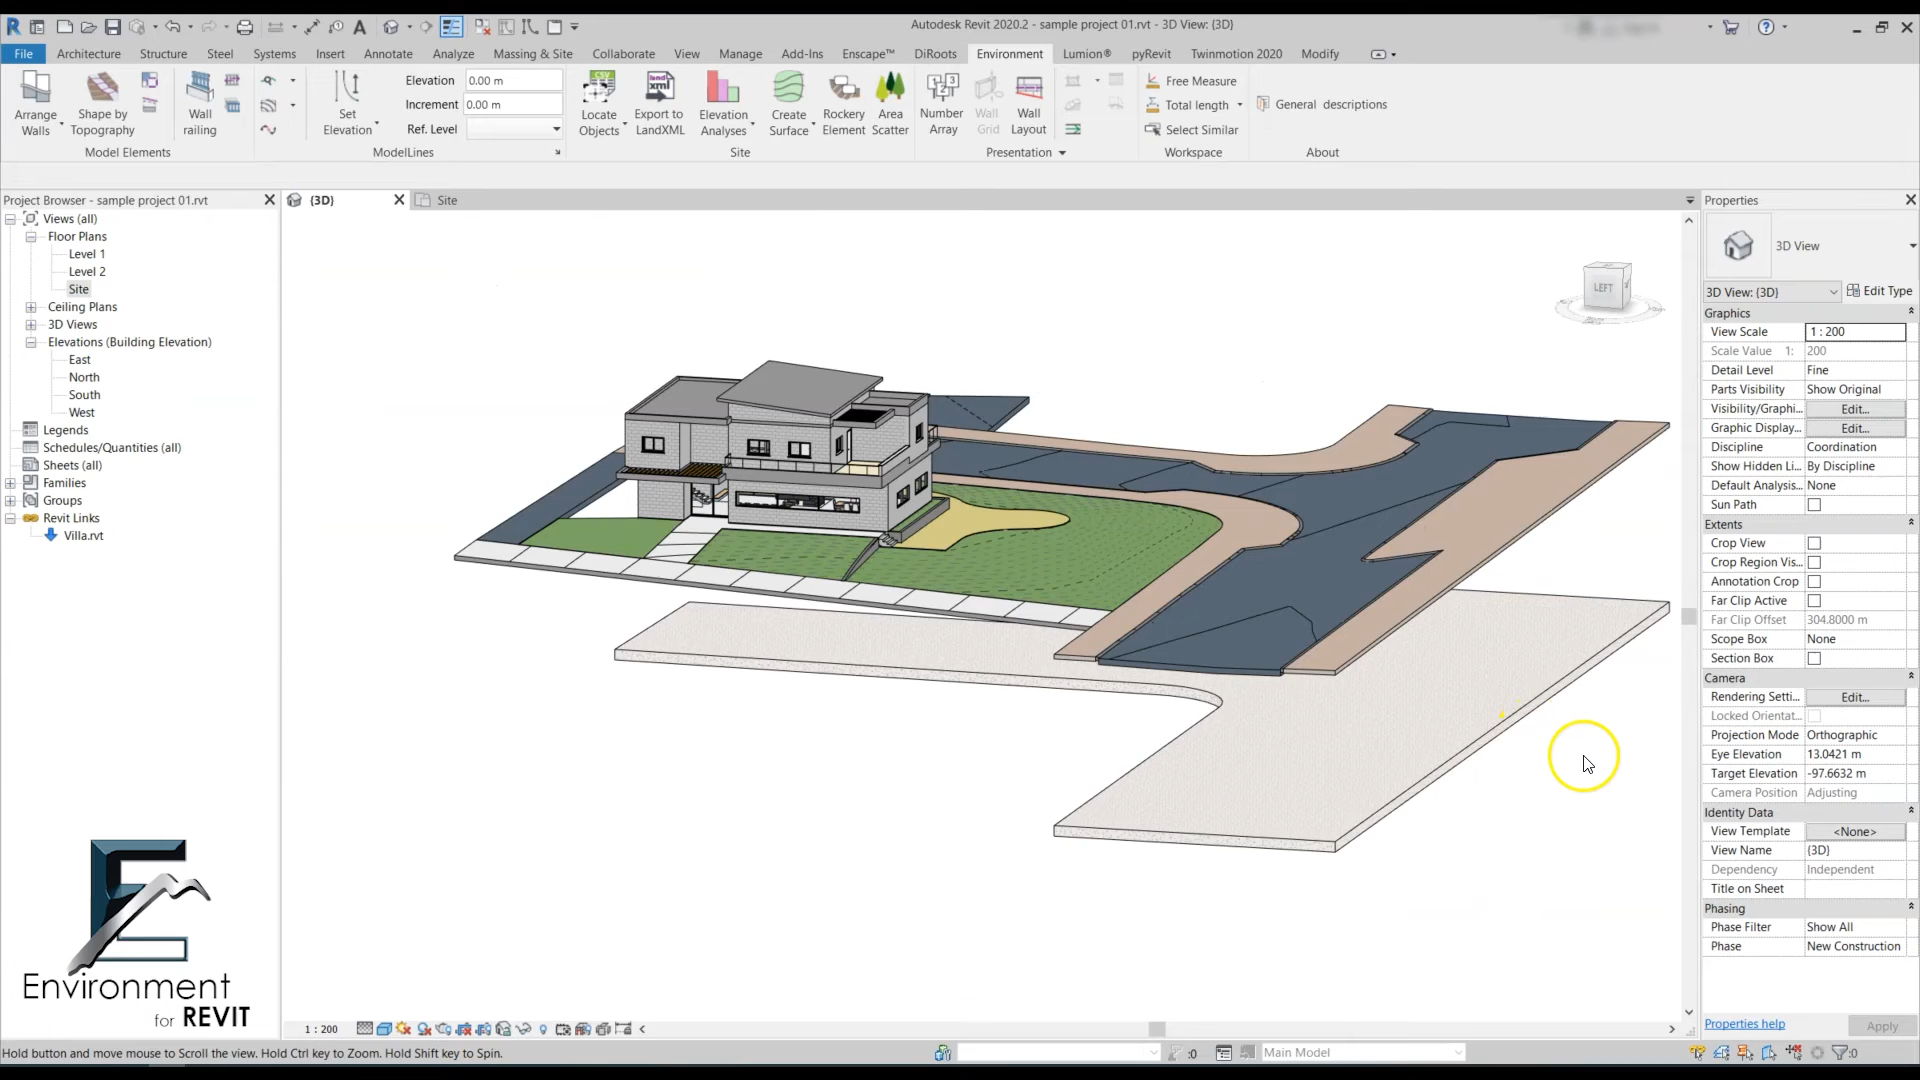 Autodesk Revit 2020.2 - sample project 01.rvt - 3D View: {3D}
File Architecture Structure Steel Systems Insert Annotate Analyze Massing & Site Collaborate View Manage Add-Ins Enscape™ DiRoots Environment Lumion® pyRevit Twinmotion 2020 Modify
Arrange Walls
Shape by Topography
Wall railing
Model Elements
Set Elevation
Elevation 0.00 m
Increment 0.00 m
Ref. Level
ModelLines
Locate Objects
Export to LandXML
Elevation Analyses
Create Surface
Rockery Element
Area Scatter
Site
Number Array
Wall Grid
Wall Layout
Presentation
Free Measure
Total length
Select Similar
Workspace
General descriptions
About
Project Browser - sample project 01.rvt
Views (all)
Floor Plans
Level 1
Level 2
Site
Ceiling Plans
3D Views
Elevations (Building Elevation)
East
North
South
West
Legends
Schedules/Quantities (all)
Sheets (all)
Families
Groups
Revit Links
Villa.rvt
Environment
for REVIT
{3D}
Site
LEFT
Properties
3D View
3D View: {3D} Edit Type
Graphics
View Scale 1 : 200
Scale Value 1: 200
Detail Level Fine
Parts Visibility Show Original
Visibility/Graphi... Edit...
Graphic Display... Edit...
Discipline Coordination
Show Hidden Li... By Discipline
Default Analysis... None
Sun Path
Extents
Crop View
Crop Region Vis...
Annotation Crop
Far Clip Active
Far Clip Offset 304.8000 m
Scope Box None
Section Box
Camera
Rendering Setti... Edit...
Locked Orientat...
Projection Mode Orthographic
Eye Elevation 13.0421 m
Target Elevation -97.6632 m
Camera Position Adjusting
Identity Data
View Template <None>
View Name {3D}
Dependency Independent
Title on Sheet
Phasing
Phase Filter Show All
Phase New Construction
Properties help Apply
1 : 200
Hold button and move mouse to Scroll the view. Hold Ctrl key to Zoom. Hold Shift key to Spin.
:0
Main Model
:0